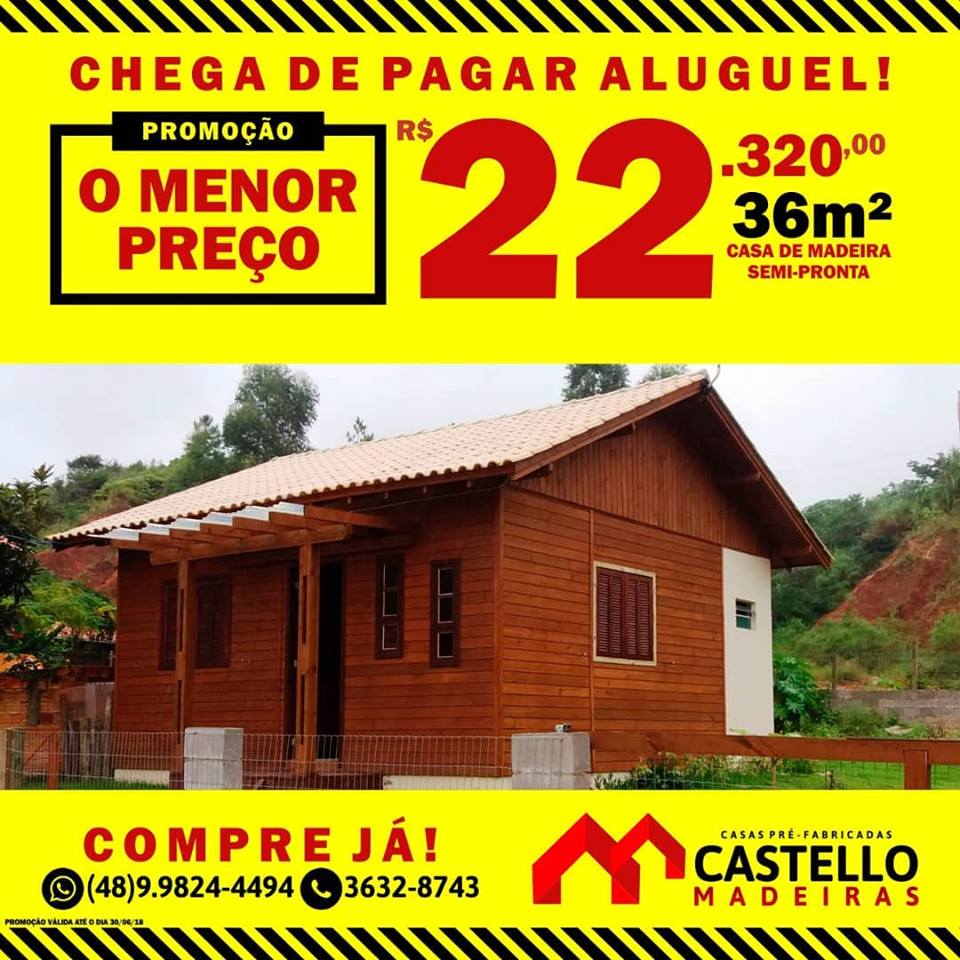 CHEGA DE PAGAR ALUGUEL!
PROMOÇÃO
O MENOR
PREÇO
R$ 22.320,00
36m²
CASA DE MADEIRA
SEMI-PRONTA
COMPRE JÁ!
(48)9.9824-4494 3632-8743
PROMOÇÃO VÁLIDA ATÉ O DIA 30/06/18
CASAS PRÉ-FABRICADAS
CASTELLO
MADEIRAS